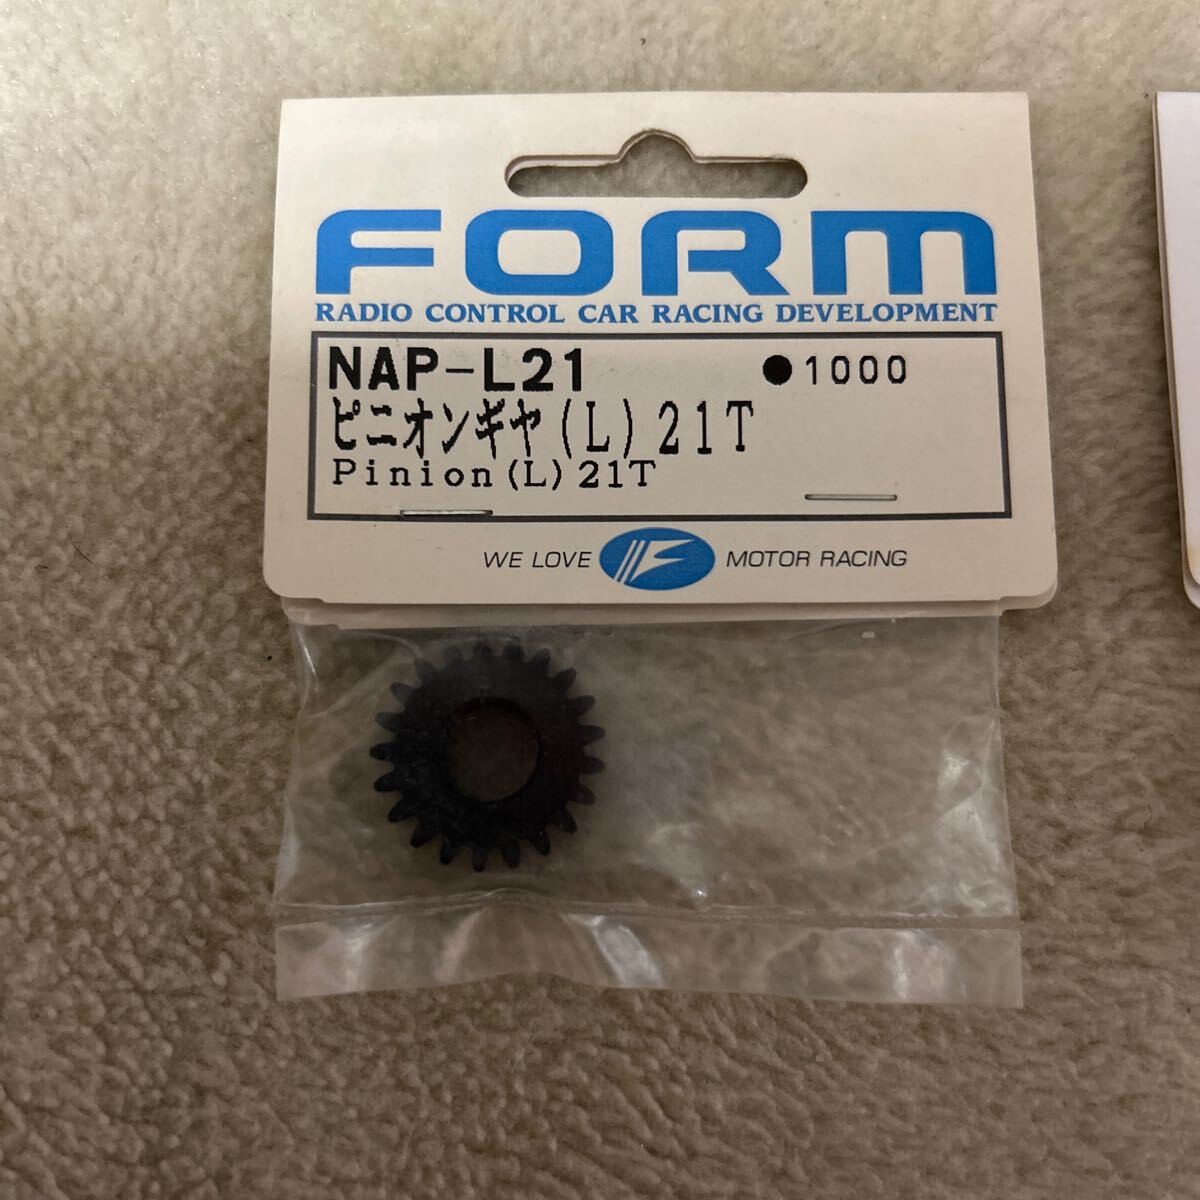 FORM
RADIO CONTROL CAR RACING DEVELOPMENT
NAP-L21 ●1000
ピニオンギヤ(L)21T
Pinion(L)21T
WE LOVE F MOTOR RACING